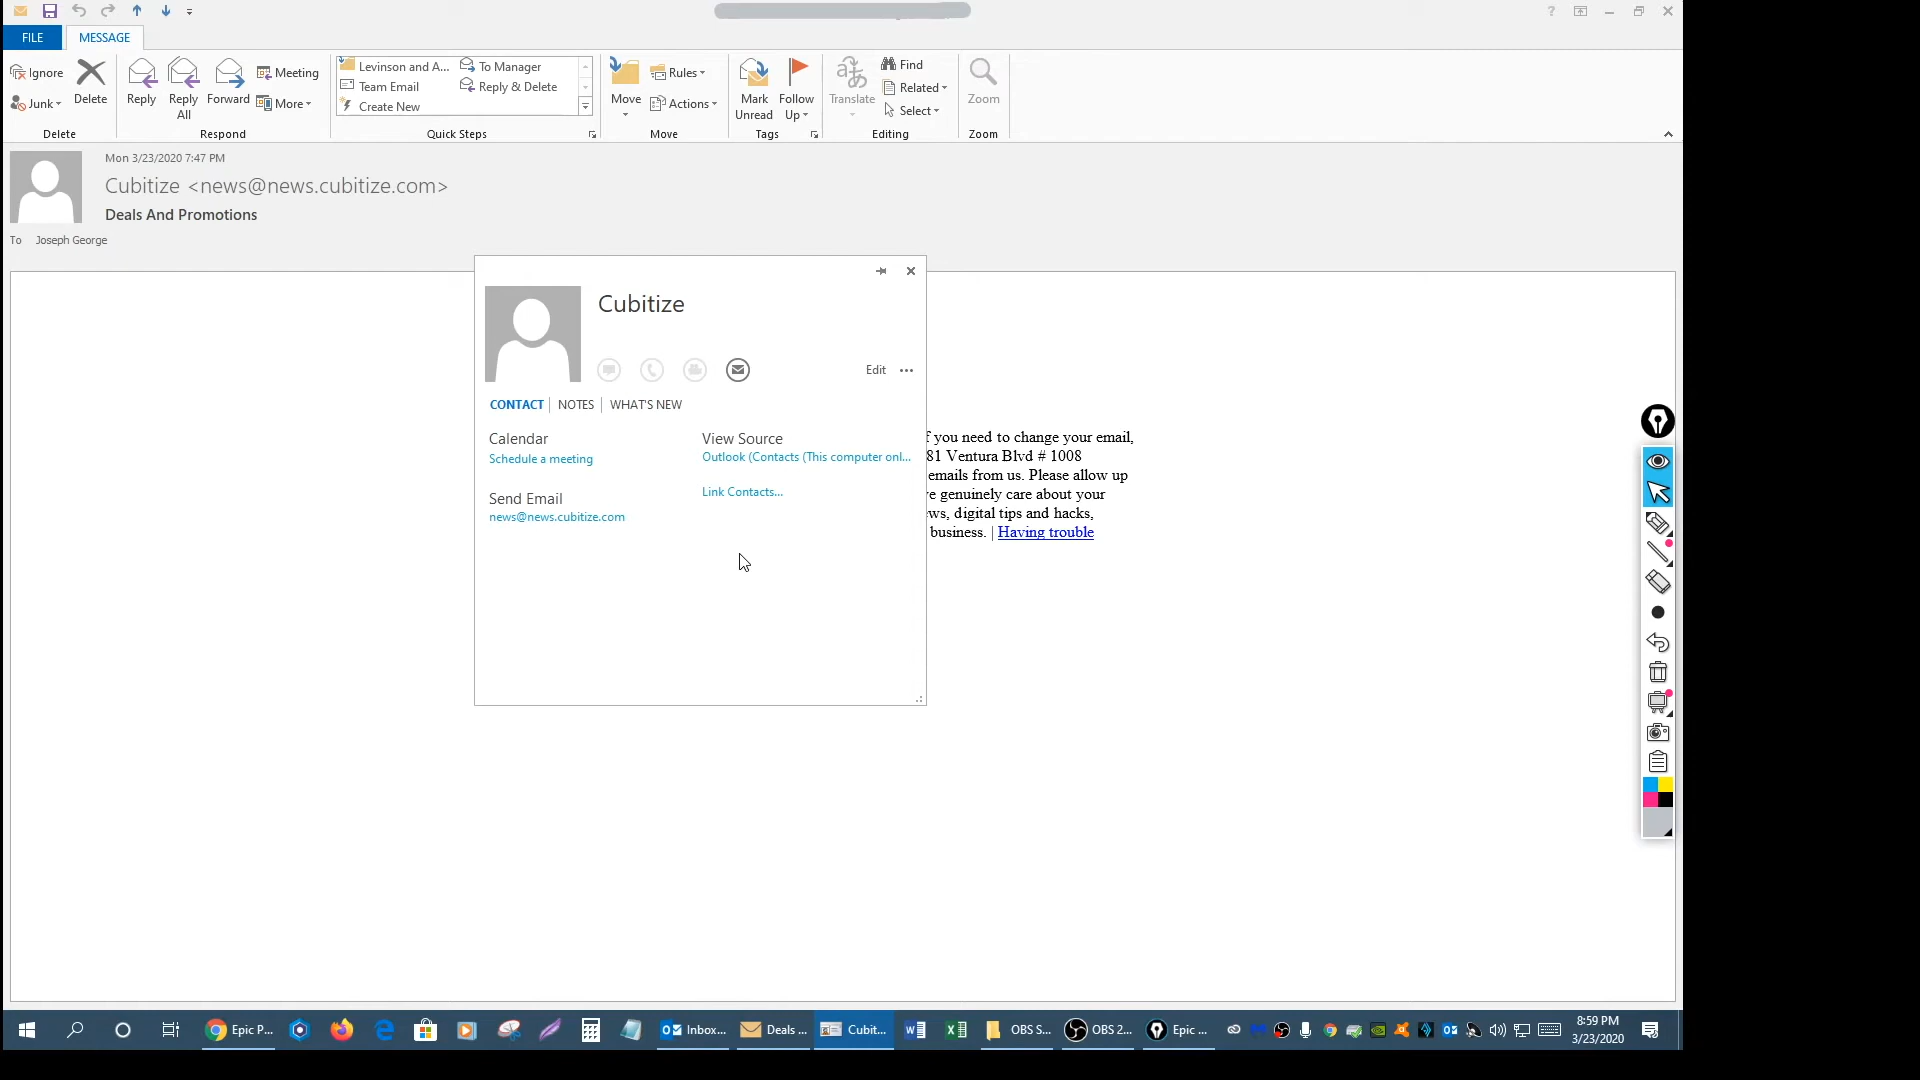 FILE
MESSAGE
Ignore
Junk
Delete
Reply
Reply
All
Forward
Meeting
More
Levinson and A...
To Manager
Team Email
Reply & Delete
Create New
Move
Rules
Actions
Mark
Unread
Follow
Up
Translate
Find
Related
Select
Zoom
Delete
Respond
Quick Steps
Move
Tags
Editing
Zoom
Mon 3/23/2020 7:47 PM
Cubitize <news@news.cubitize.com>
Deals And Promotions
To Joseph George
Cubitize
Edit
CONTACT
NOTES
WHAT'S NEW
Calendar
Schedule a meeting
Send Email
news@news.cubitize.com
View Source
Outlook (Contacts (This computer onl...
Link Contacts...
you need to change your email,
81 Ventura Blvd # 1008
emails from us. Please allow up
genuinely care about your
digital tips and hacks,
business. | Having trouble
Epic P...
Inbox...
Deals ...
Cubit...
OBS S...
OBS 2...
Epic ...
8:59 PM
3/23/2020